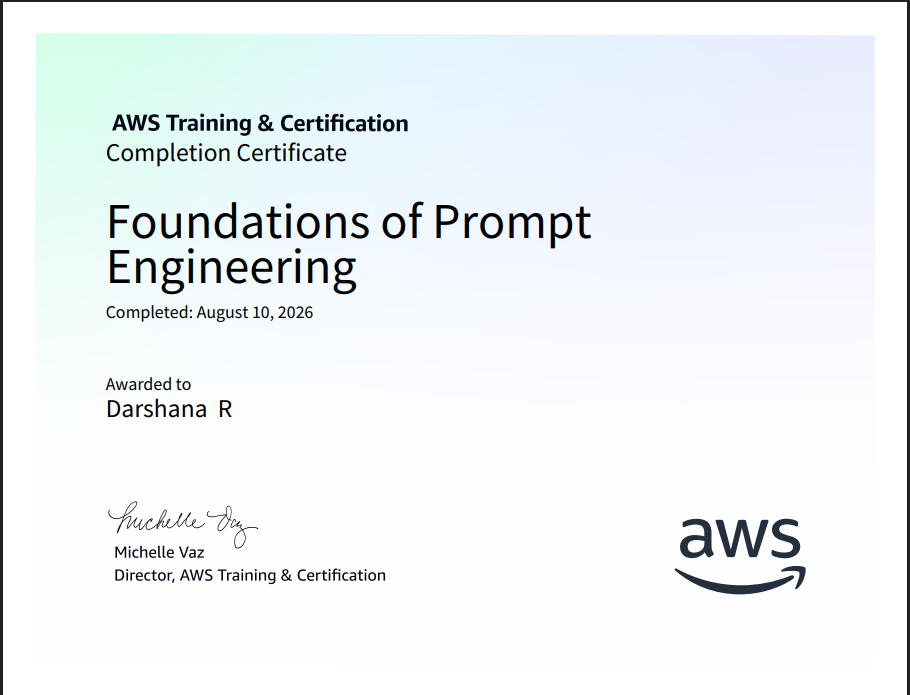 AWS Training & Certification
Completion Certificate
Foundations of Prompt
Engineering
Completed: August 10, 2026
Awarded to
Darshana R
Michelle Vaz
Michelle Vaz
Director, AWS Training & Certification
aws